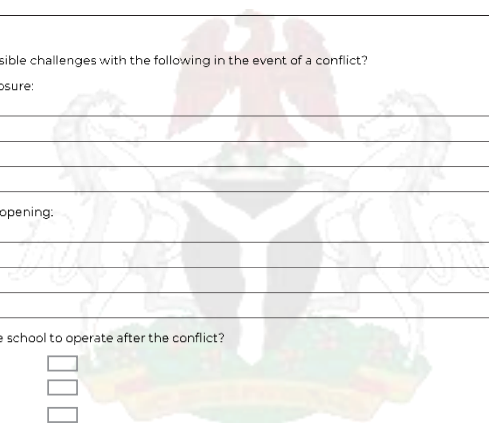 sible challenges with the following in the event of a conflict?
osure:
opening:
e school to operate after the conflict?